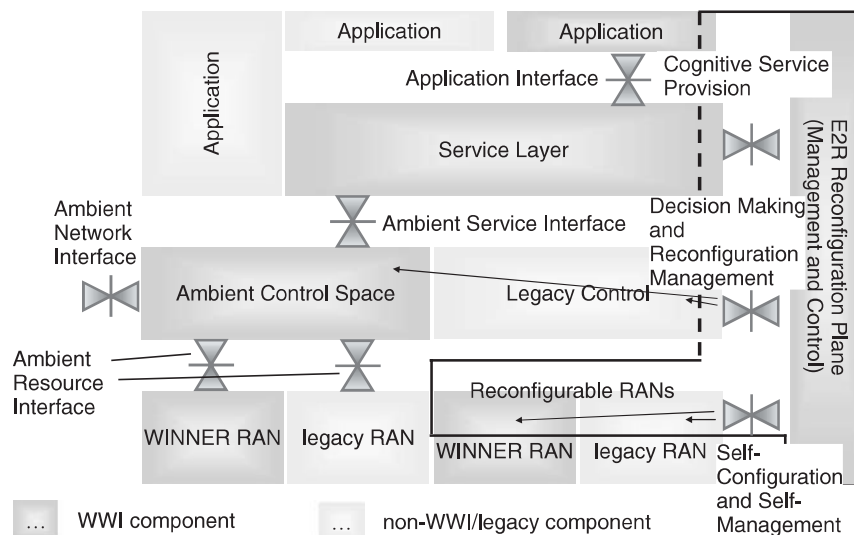 Application
Application
Application
Application Interface
Cognitive Service
Provision
Service Layer
E2R Reconfiguration Plane
(Management and Control)
Ambient
Network
Interface
Ambient Service Interface
Decision Making
and
Reconfiguration
Management
Ambient Control Space
Legacy Control
Ambient
Resource
Interface
Reconfigurable RANs
WINNER RAN
legacy RAN
WINNER RAN
legacy RAN
Self-
Configuration
and Self-
Management
... WWI component
... non-WWI/legacy component